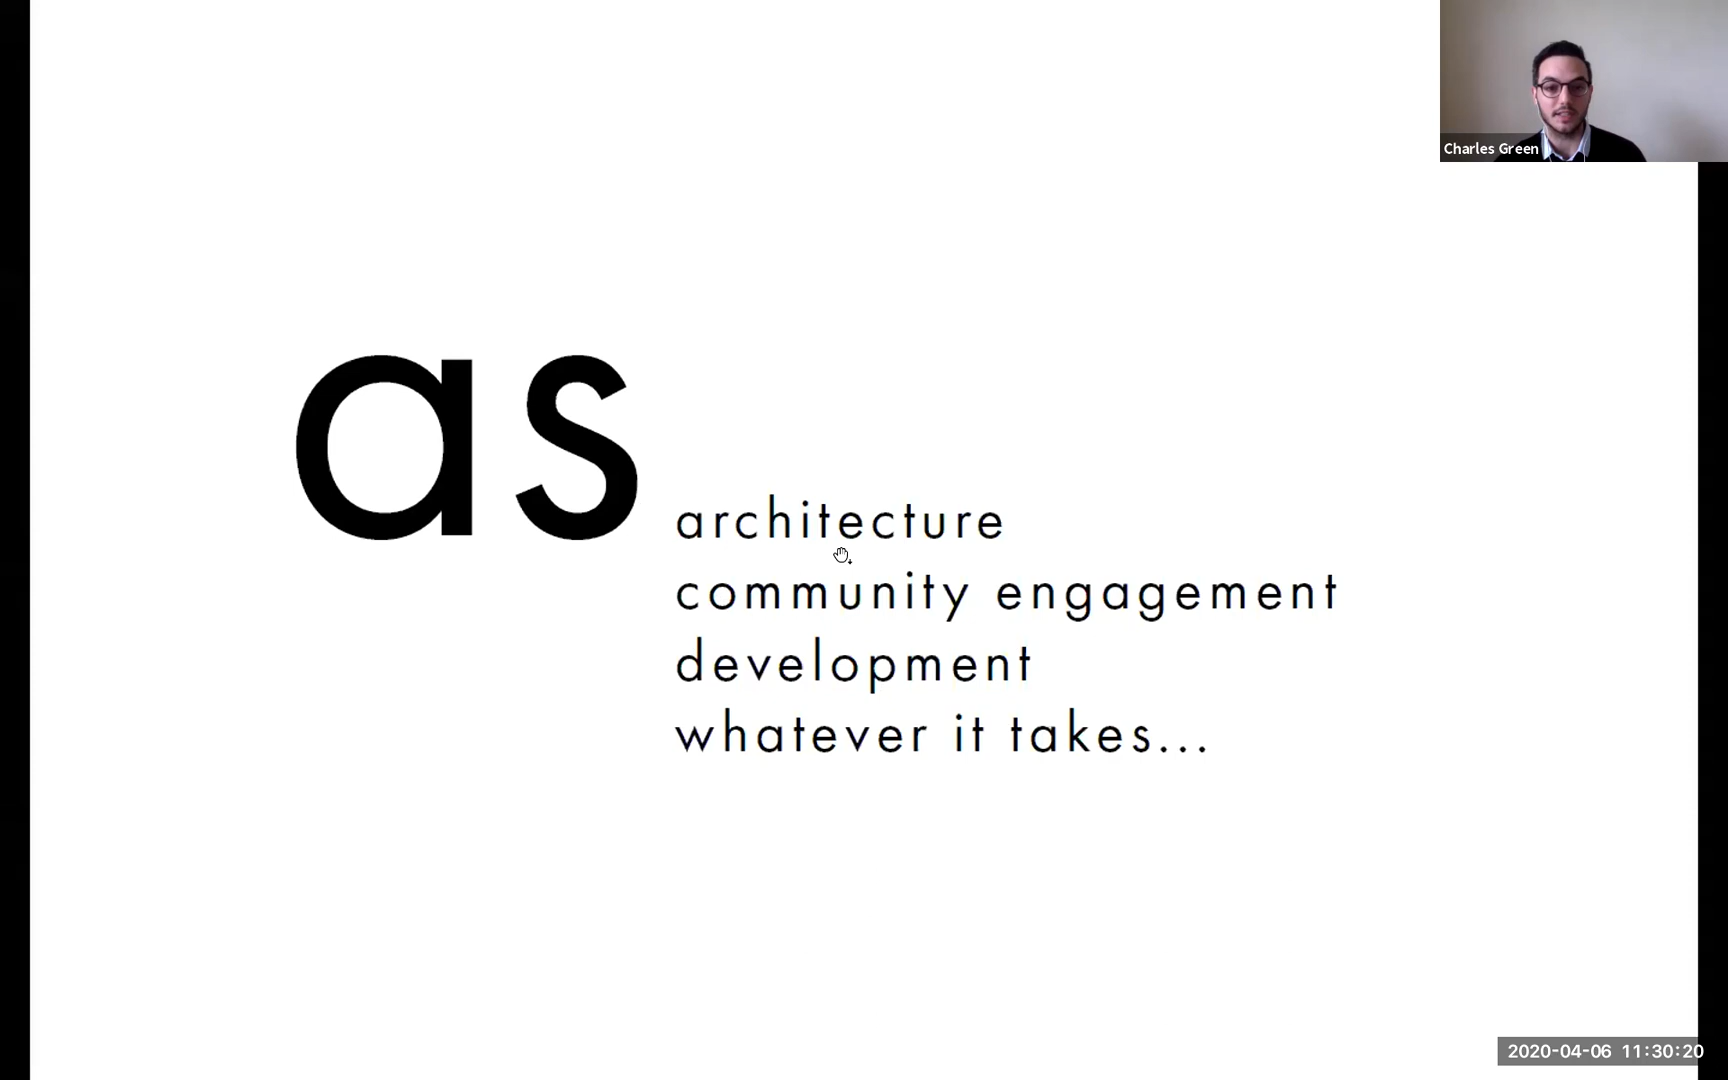 Charles Green
as
architecture
community engagement
development
whatever it takes...
2020-04-06 11:30:20